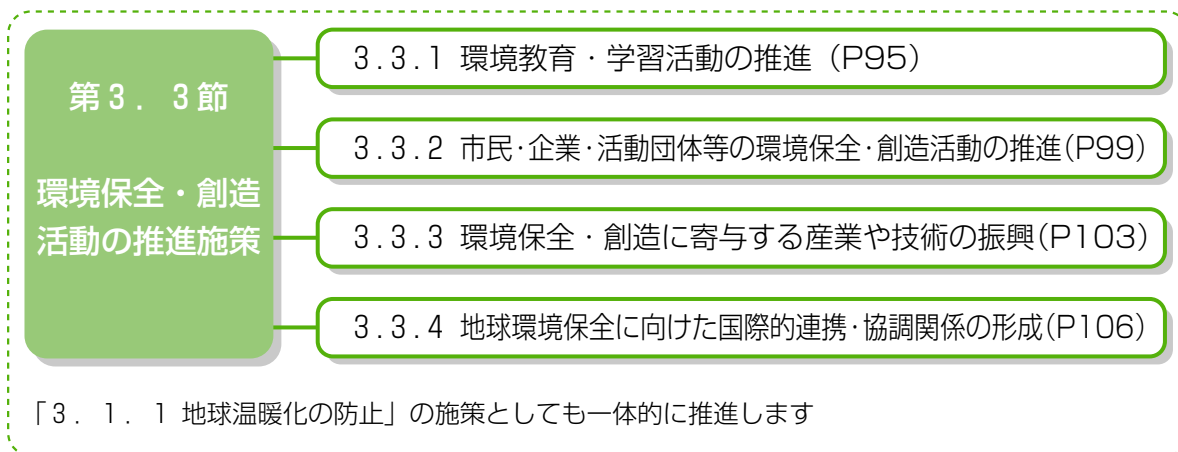 第3．3節
環境保全・創造
活動の推進施策
3.3.1 環境教育・学習活動の推進（P95）
3.3.2 市民・企業・活動団体等の環境保全・創造活動の推進（P99）
3.3.3 環境保全・創造に寄与する産業や技術の振興（P103）
3.3.4 地球環境保全に向けた国際的連携・協調関係の形成（P106）
「3．1．1 地球温暖化の防止」の施策としても一体的に推進します